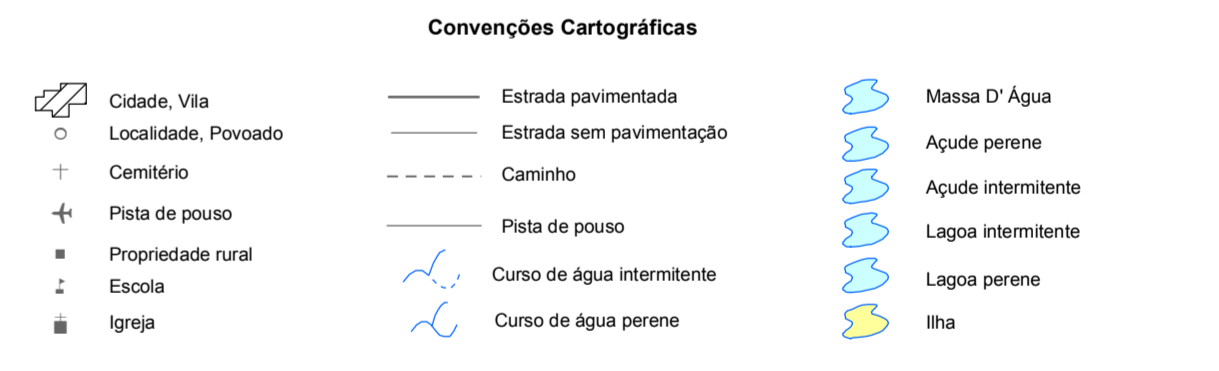 Convenções Cartográficas
Cidade, Vila
Localidade, Povoado
Cemitério
Pista de pouso
Propriedade rural
Escola
Igreja
Estrada pavimentada
Estrada sem pavimentação
Caminho
Pista de pouso
Curso de água intermitente
Curso de água perene
Massa D' Água
Açude perene
Açude intermitente
Lagoa intermitente
Lagoa perene
Ilha